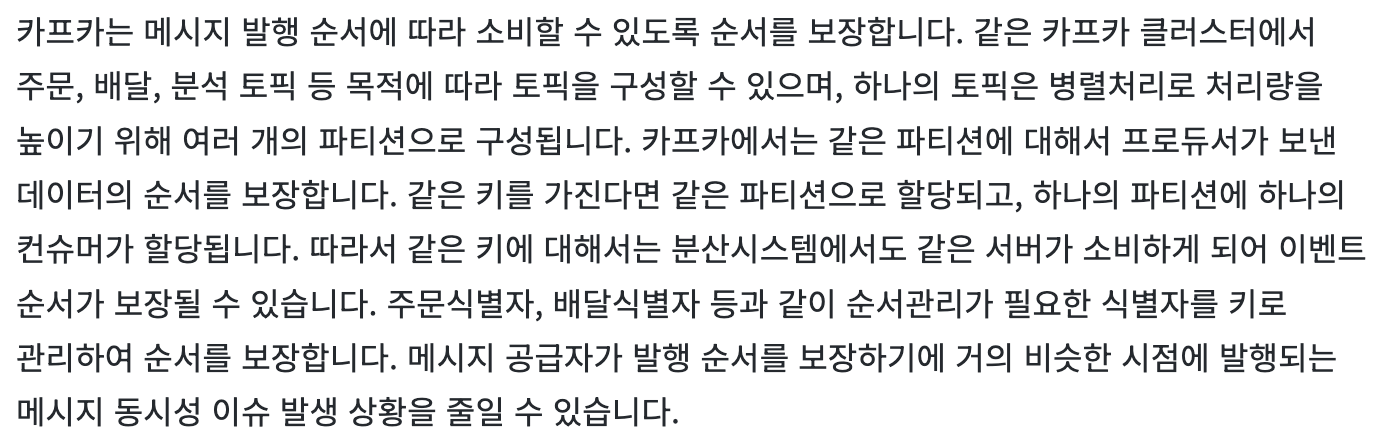 카프카는 메시지 발행 순서에 따라 소비할 수 있도록 순서를 보장합니다. 같은 카프카 클러스터에서
주문, 배달, 분석 토픽 등 목적에 따라 토픽을 구성할 수 있으며, 하나의 토픽은 병렬처리로 처리량을
높이기 위해 여러 개의 파티션으로 구성됩니다. 카프카에서는 같은 파티션에 대해서 프로듀서가 보낸
데이터의 순서를 보장합니다. 같은 키를 가진다면 같은 파티션으로 할당되고, 하나의 파티션에 하나의
컨슈머가 할당됩니다. 따라서 같은 키에 대해서는 분산시스템에서도 같은 서버가 소비하게 되어 이벤트
순서가 보장될 수 있습니다. 주문식별자, 배달식별자 등과 같이 순서관리가 필요한 식별자를 키로
관리하여 순서를 보장합니다. 메시지 공급자가 발행 순서를 보장하기에 거의 비슷한 시점에 발행되는
메시지 동시성 이슈 발생 상황을 줄일 수 있습니다.